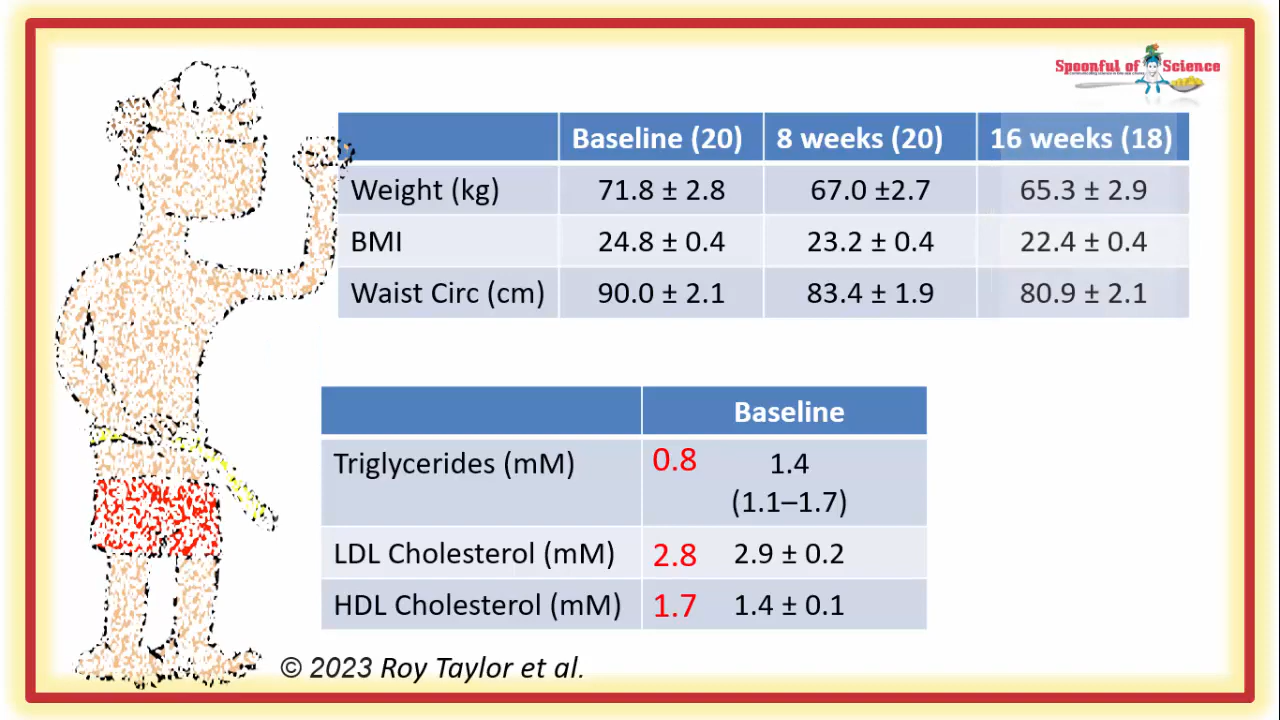 Spoonful of Science
Baseline (20) 8 weeks (20) 16 weeks (18)
Weight (kg) 71.8 ± 2.8 67.0 ±2.7 65.3 ± 2.9
BMI 24.8 ± 0.4 23.2 ± 0.4 22.4 ± 0.4
Waist Circ (cm) 90.0 ± 2.1 83.4 ± 1.9 80.9 ± 2.1
Baseline
Triglycerides (mM) 0.8 1.4
(1.1–1.7)
LDL Cholesterol (mM) 2.8 2.9 ± 0.2
HDL Cholesterol (mM) 1.7 1.4 ± 0.1
© 2023 Roy Taylor et al.